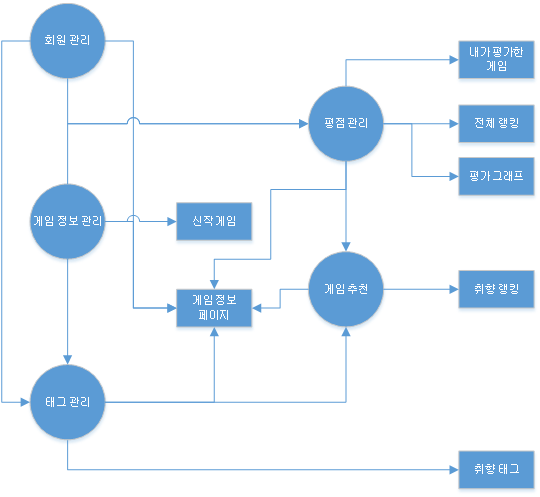 회원 관리
내가 평가한
게임
평점 관리
전체 랭킹
평가 그래프
게임 정보 관리
신작 게임
게임 정보
페이지
게임 추천
취향 랭킹
태그 관리
취향 태그